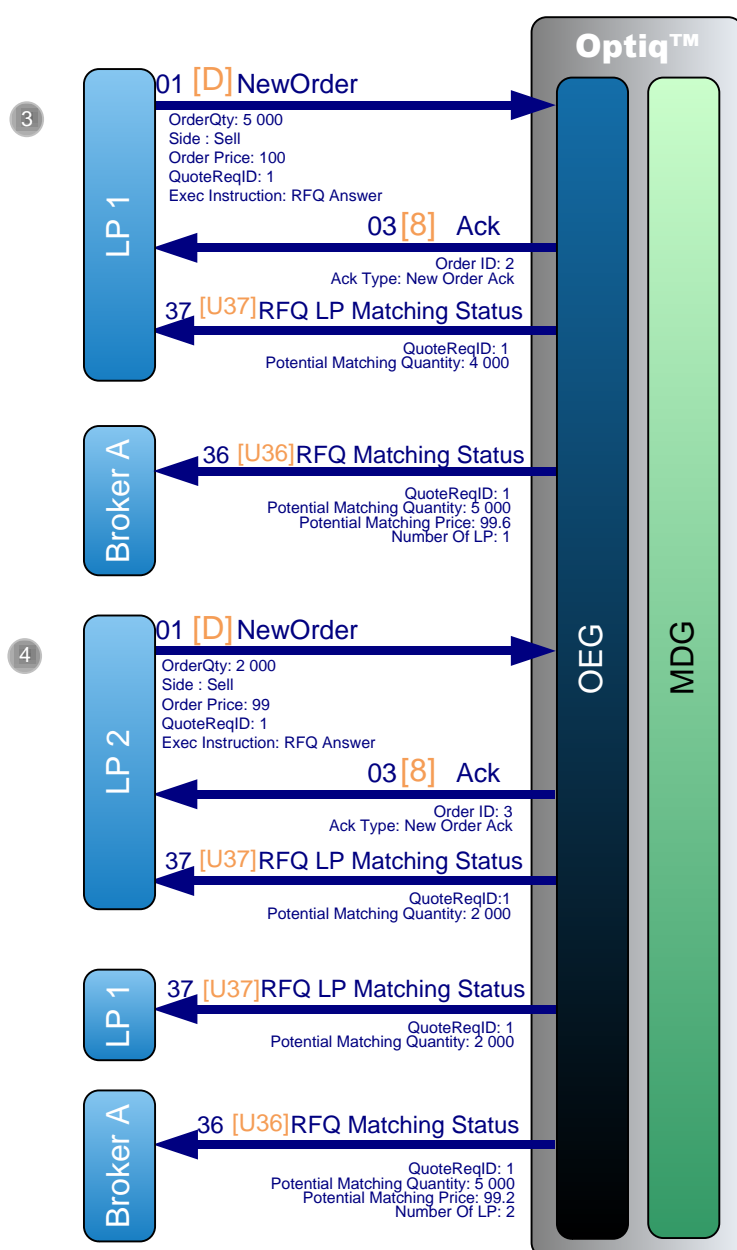 Optiq™
01 [D] NewOrder
3
OrderQty: 5 000
Side : Sell
Order Price: 100
QuoteReqID: 1
Exec Instruction: RFQ Answer
LP 1
03 [8] Ack
Order ID: 2
Ack Type: New Order Ack
37 [U37] RFQ LP Matching Status
QuoteReqID: 1
Potential Matching Quantity: 4 000
Broker A
36 [U36] RFQ Matching Status
QuoteReqID: 1
Potential Matching Quantity: 5 000
Potential Matching Price: 99.6
Number Of LP: 1
OEG
MDG
01 [D] NewOrder
4
OrderQty: 2 000
Side : Sell
Order Price: 99
QuoteReqID: 1
Exec Instruction: RFQ Answer
LP 2
03 [8] Ack
Order ID: 3
Ack Type: New Order Ack
37 [U37] RFQ LP Matching Status
QuoteReqID:1
Potential Matching Quantity: 2 000
LP 1
37 [U37] RFQ LP Matching Status
QuoteReqID: 1
Potential Matching Quantity: 2 000
Broker A
36 [U36] RFQ Matching Status
QuoteReqID: 1
Potential Matching Quantity: 5 000
Potential Matching Price: 99.2
Number Of LP: 2